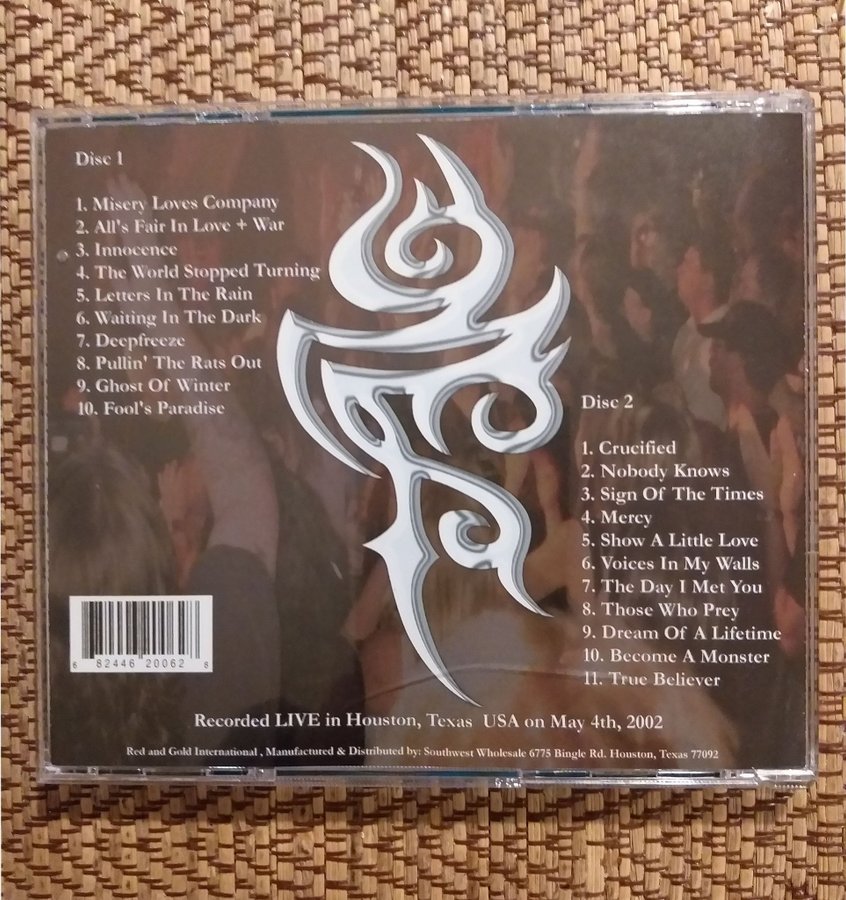 Disc 1
1. Misery Loves Company
2. All's Fair In Love + War
3. Innocence
4. The World Stopped Turning
5. Letters In The Rain
6. Waiting In The Dark
7. Deepfreeze
8. Pullin' The Rats Out
9. Ghost Of Winter
10. Fool's Paradise
Disc 2
1. Crucified
2. Nobody Knows
3. Sign Of The Times
4. Mercy
5. Show A Little Love
6. Voices In My Walls
7. The Day I Met You
8. Those Who Prey
9. Dream Of A Lifetime
10. Become A Monster
11. True Believer
6 82446 20062 8
Recorded LIVE in Houston, Texas USA on May 4th, 2002
Red and Gold International , Manufactured & Distributed by: Southwest Wholesale 6775 Bingle Rd. Houston, Texas 77092